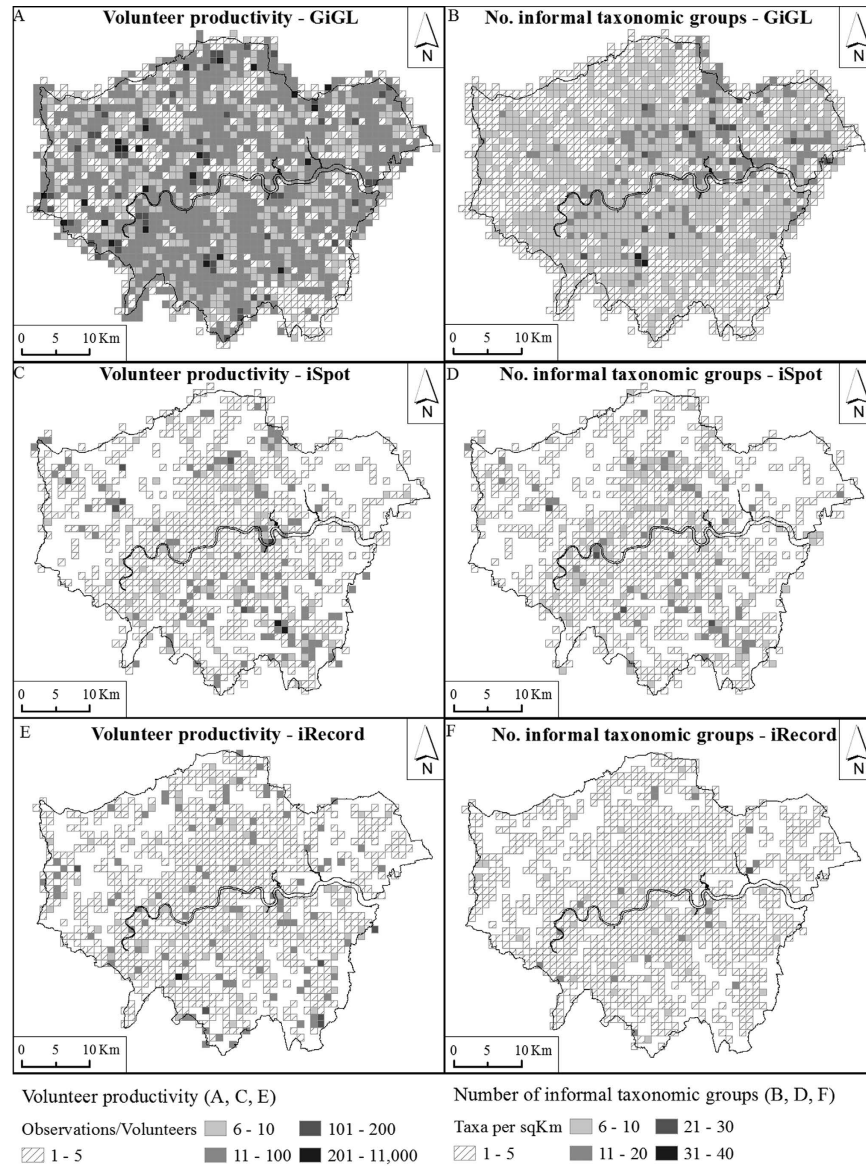 A Volunteer productivity - GiGL
N
0 5 10 Km
B No. informal taxonomic groups - GiGL
N
0 5 10 Km
C Volunteer productivity - iSpot
N
0 5 10 Km
D No. informal taxonomic groups - iSpot
N
0 5 10 Km
E Volunteer productivity - iRecord
N
0 5 10 Km
F No. informal taxonomic groups - iRecord
N
0 5 10 Km
Volunteer productivity (A, C, E)
Observations/Volunteers 6 - 10 101 - 200
1 - 5 11 - 100 201 - 11,000
Number of informal taxonomic groups (B, D, F)
Taxa per sqKm 6 - 10 21 - 30
1 - 5 11 - 20 31 - 40